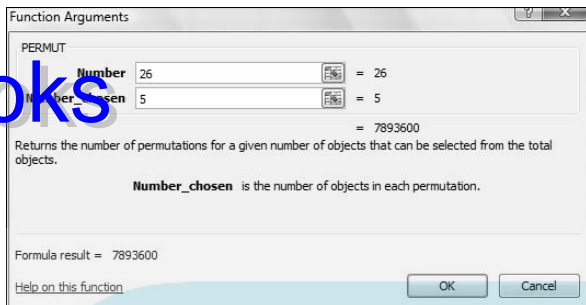 Function Arguments
PERMUT
Number 26 = 26
Number_chosen 5 = 5
= 7893600
Returns the number of permutations for a given number of objects that can be selected from the total
objects.
Number_chosen is the number of objects in each permutation.
Formula result = 7893600
Help on this function OK Cancel
oks